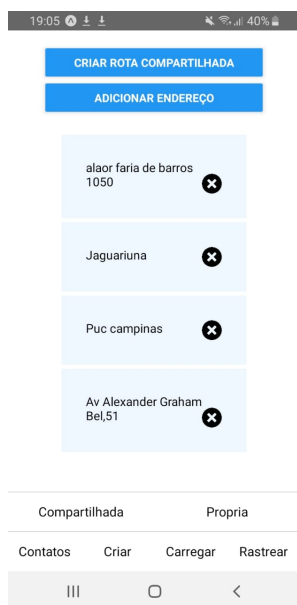 19:05 40%
CRIAR ROTA COMPARTILHADA
ADICIONAR ENDEREÇO
alaor faria de barros
1050
Jaguariuna
Puc campinas
Av Alexander Graham
Bel,51
Compartilhada Propria
Contatos Criar Carregar Rastrear